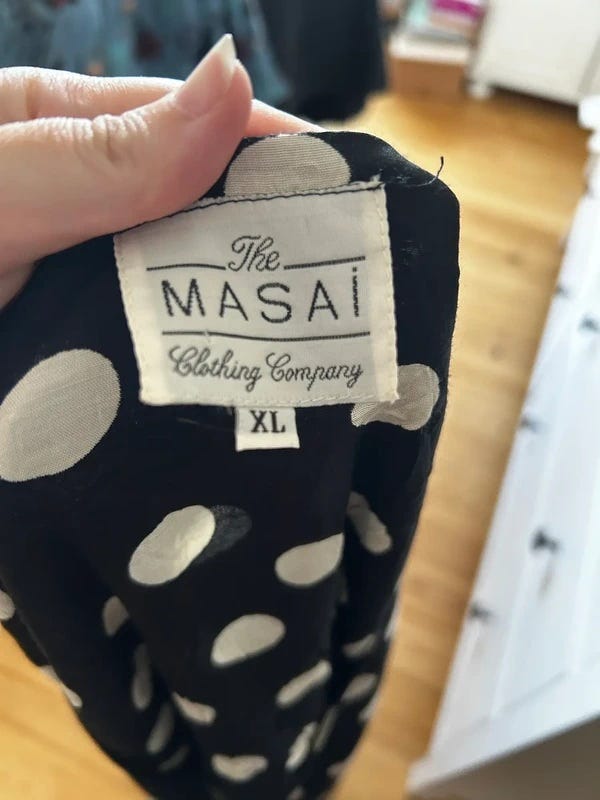 The
MASAi
Clothing Company
XL